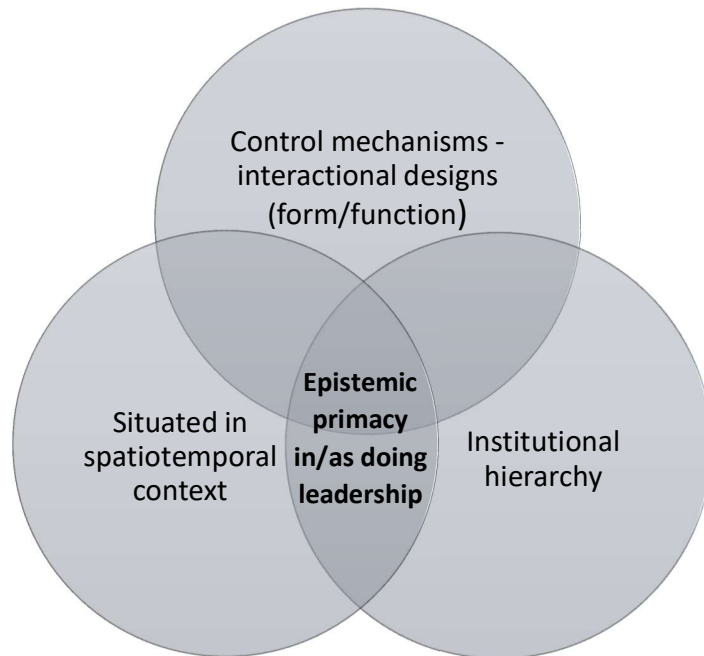 Control mechanisms -
interactional designs
(form/function)
Situated in
spatiotemporal
context
Epistemic
primacy
in/as doing
leadership
Institutional
hierarchy